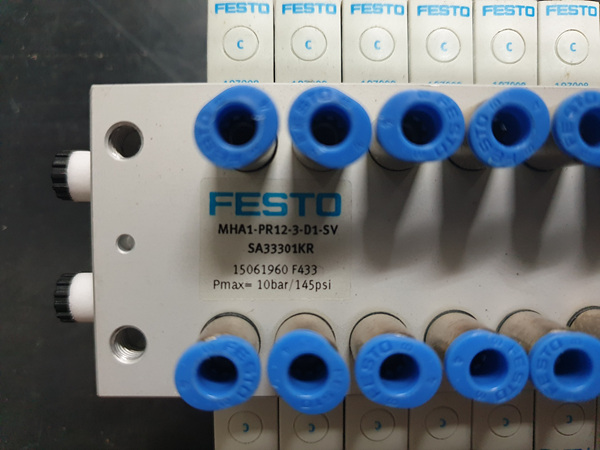 FESTO FESTO FESTO FESTO FESTO FESTO
C C C C C C
FESTO
MHA1-PR12-3-D1-SV
SA33301KR
15061960 F433
Pmax= 10bar/145psi